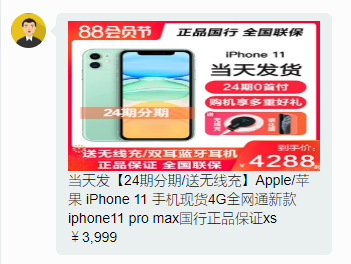 88会员节
正品国行 全国联保
iPhone 11
当天发货
24期0首付
购机享多重好礼
24期分期
送无线充/双耳蓝牙耳机
正品保证 全国联保
到手价：
￥4288
当天发【24期分期/送无线充】Apple/苹
果 iPhone 11 手机现货4G全网通新款
iphone11 pro max国行正品保证xs
￥3,999